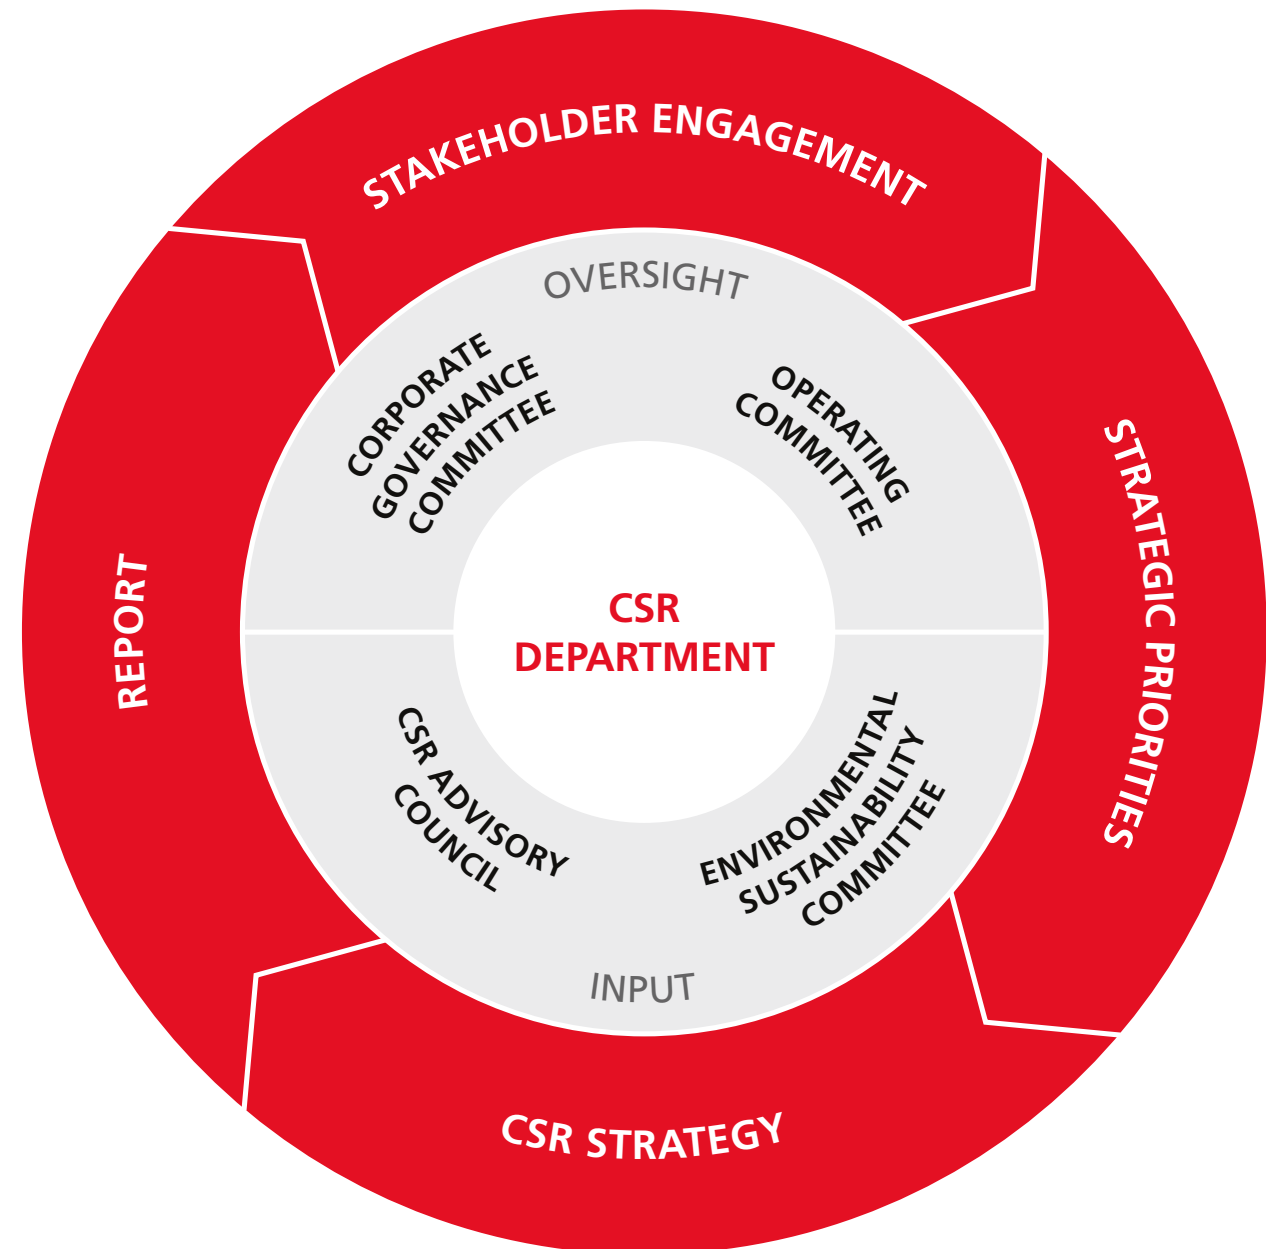 STAKEHOLDER ENGAGEMENT
OVERSIGHT
CORPORATE
GOVERNANCE
COMMITTEE
OPERATING
COMMITTEE
STRATEGIC PRIORITIES
REPORT
CSR
DEPARTMENT
CSR ADVISORY
COUNCIL
ENVIRONMENTAL
SUSTAINABILITY
COMMITTEE
INPUT
CSR STRATEGY